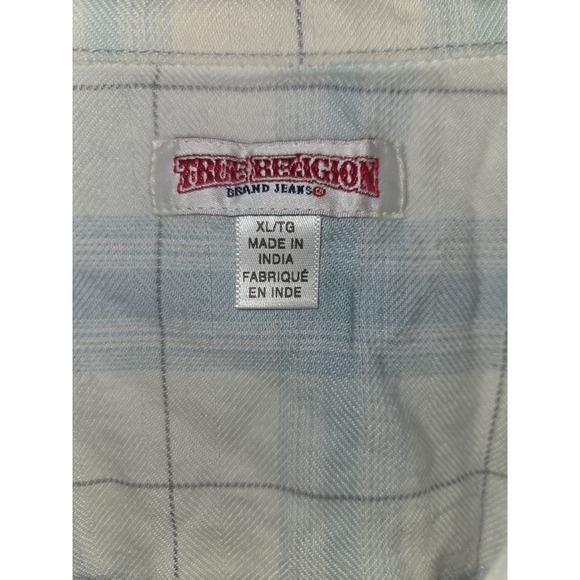 TRUE RELIGION
BRAND JEANS®
XL/TG
MADE IN
INDIA
FABRIQUÉ
EN INDE